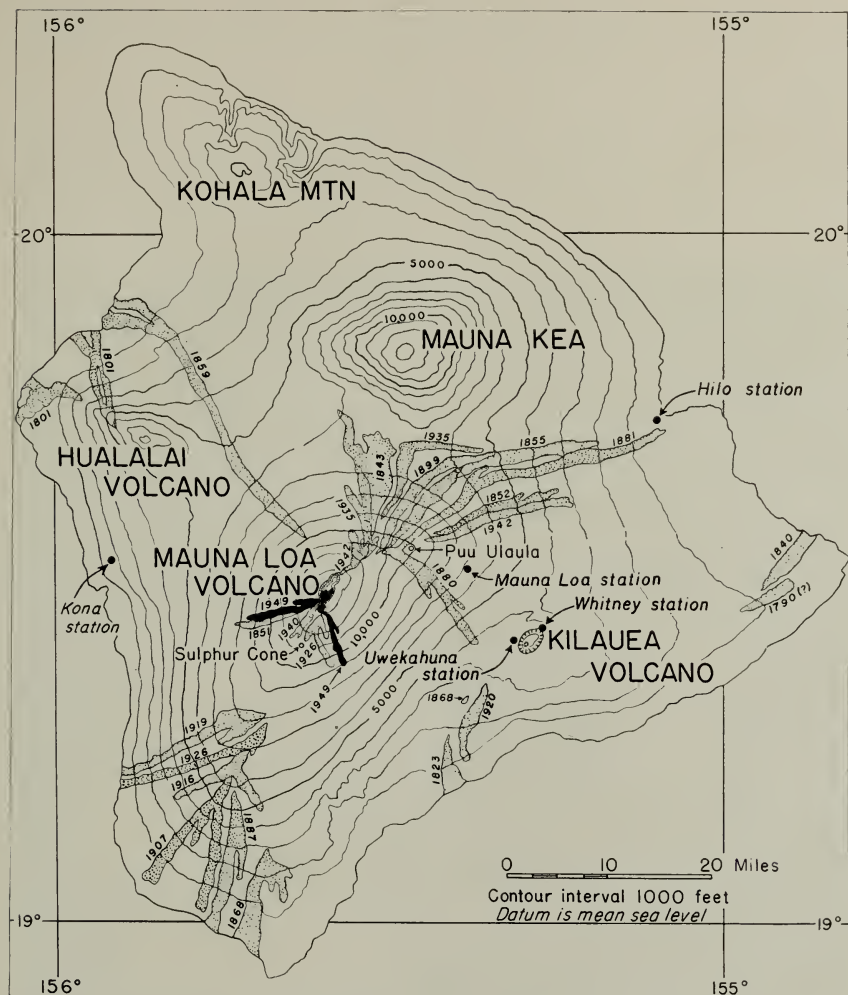 156°
155°
KOHALA MTN
20°
20°
5000
10,000
MAUNA KEA
1801
1859
1801
Hilo station
HUALALAI
VOLCANO
1935
1855
1881
1843
1899
1852
1942
1935
1942
Puu Ulaula
1840
MAUNA LOA
VOLCANO
1880
Mauna Loa station
1790(?)
Kona
station
1949
1851
1940
10,000
Whitney station
Sulphur Cone
1926
Uwekahuna
station
KILAUEA
VOLCANO
1949
5000
1868
1920
1919
1926
1916
1823
1907
1887
1868
0 10 20 Miles
Contour interval 1000 feet
Datum is mean sea level
19°
19°
156°
155°